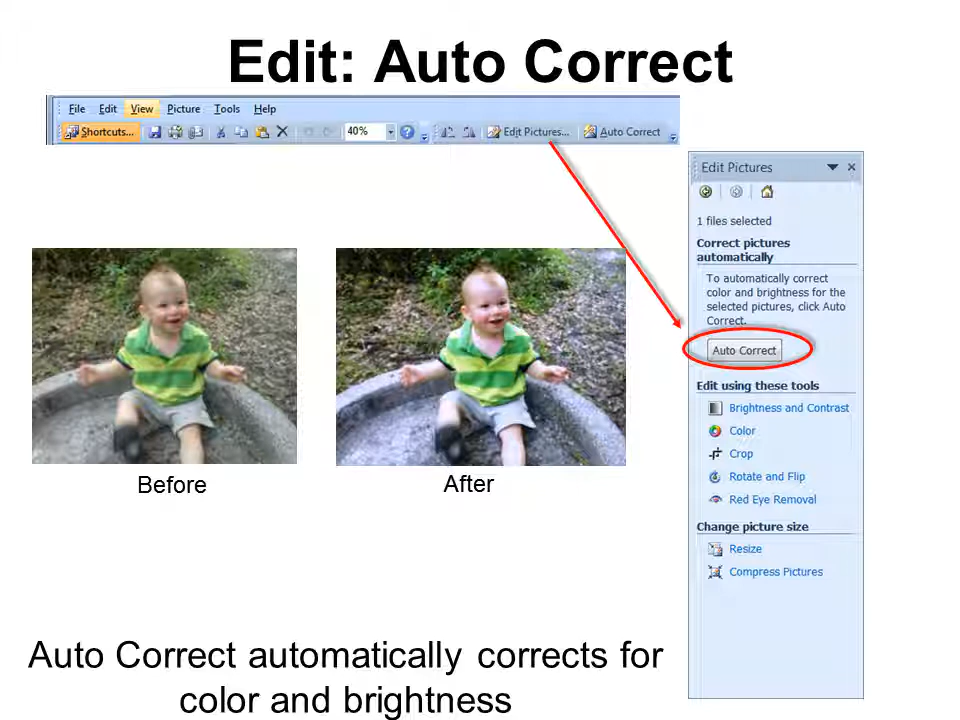 Edit: Auto Correct
File Edit View Picture Tools Help
Shortcuts... 40% Edit Pictures... Auto Correct
Edit Pictures
1 files selected
Correct pictures
automatically
To automatically correct
color and brightness for the
selected pictures, click Auto
Correct.
Auto Correct
Edit using these tools
Brightness and Contrast
Color
Crop
Rotate and Flip
Red Eye Removal
Change picture size
Resize
Compress Pictures
Before
After
Auto Correct automatically corrects for
color and brightness